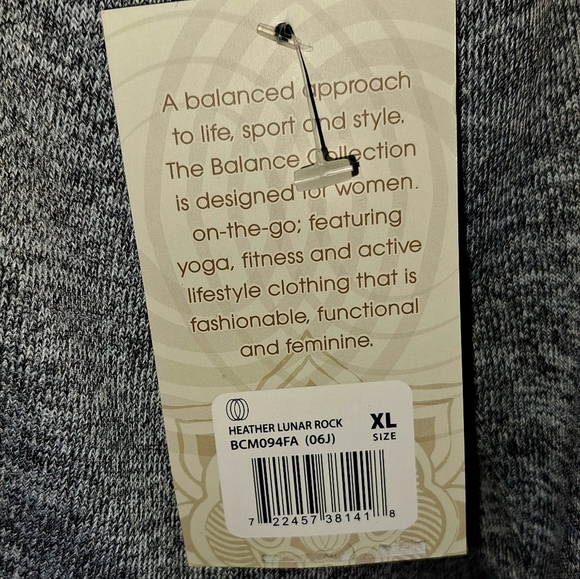 A balanced approach
to life, sport and style.
The Balance Collection
is designed for women.
on-the-go; featuring
yoga, fitness and active
lifestyle clothing that is
fashionable, functional
and feminine.
HEATHER LUNAR ROCK
BCM094FA (06J)
XL
SIZE
7 22457 38141 8